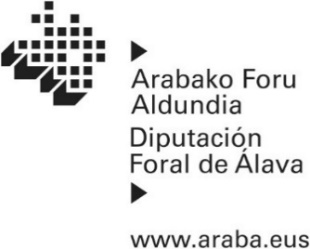 Arabako Foru
Aldundia
Diputación
Foral de Álava
www.araba.eus